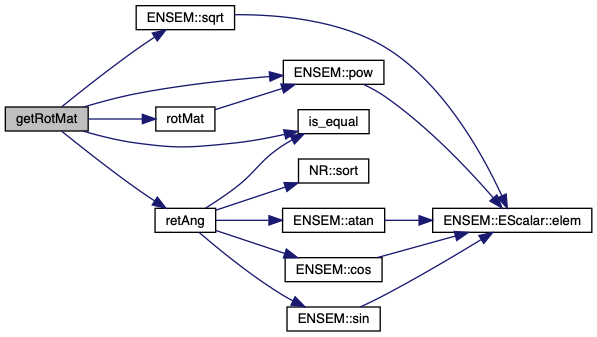 ENSEM::sqrt
ENSEM::pow
getRotMat
rotMat
is_equal
NR::sort
retAng
ENSEM::atan
ENSEM::EScalar::elem
ENSEM::cos
ENSEM::sin